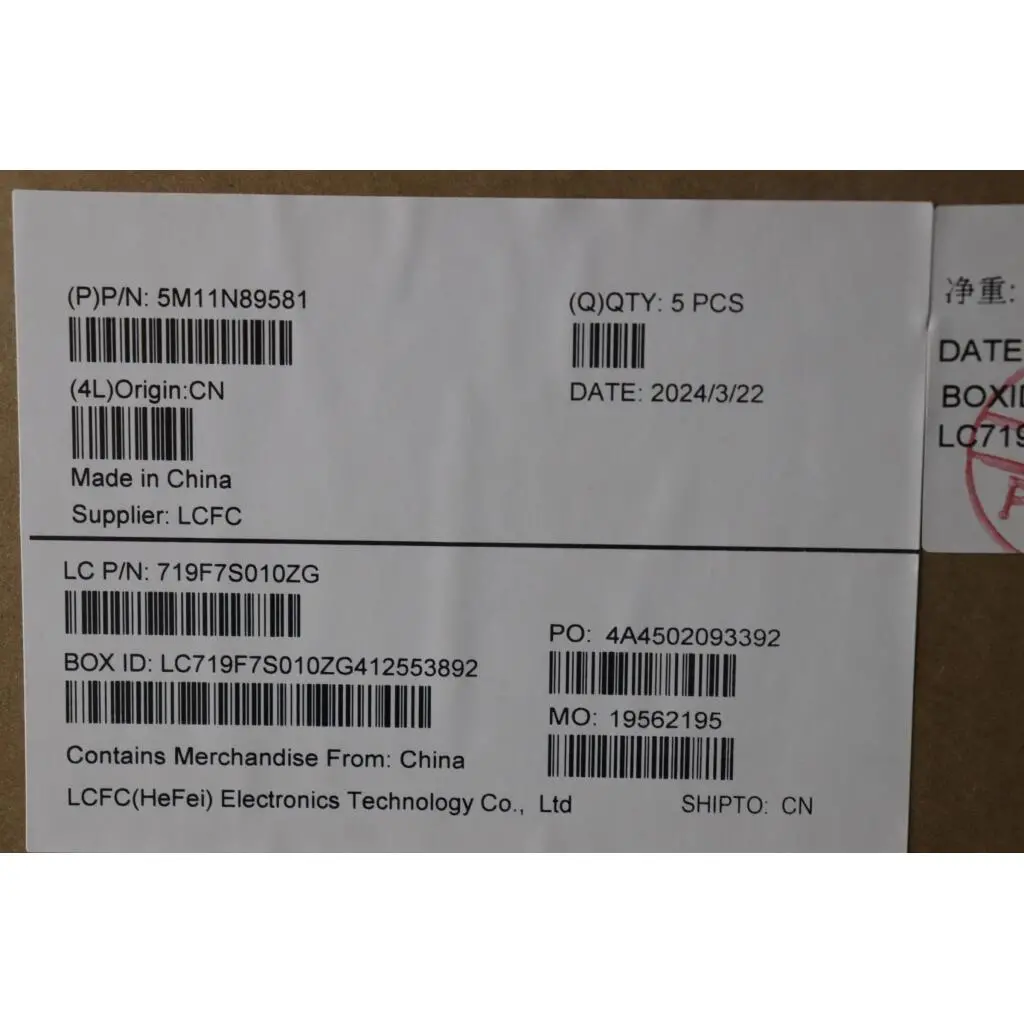 (P)P/N: 5M11N89581
(Q)QTY: 5 PCS
(4L)Origin:CN
DATE: 2024/3/22
Made in China
Supplier: LCFC
LC P/N: 719F7S010ZG
PO: 4A4502093392
BOX ID: LC719F7S010ZG412553892
MO: 19562195
Contains Merchandise From: China
LCFC(HeFei) Electronics Technology Co., Ltd
SHIPTO: CN
净重:
DATE
BOXID
LC719